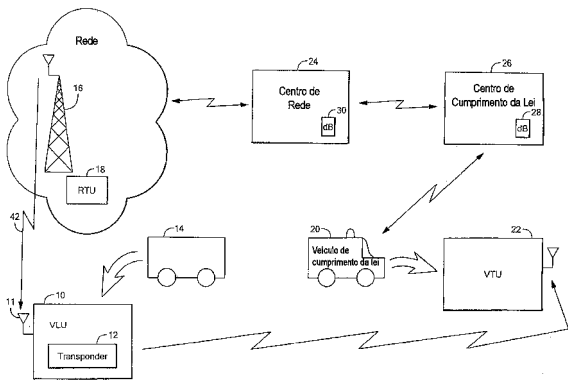 Rede
16
18
RTU
42
24
Centro de
Rede
30
dB
26
Centro de
Cumprimento da Lei
28
dB
14
20
Veículo de
cumprimento da lei
22
VTU
11
10
VLU
12
Transponder